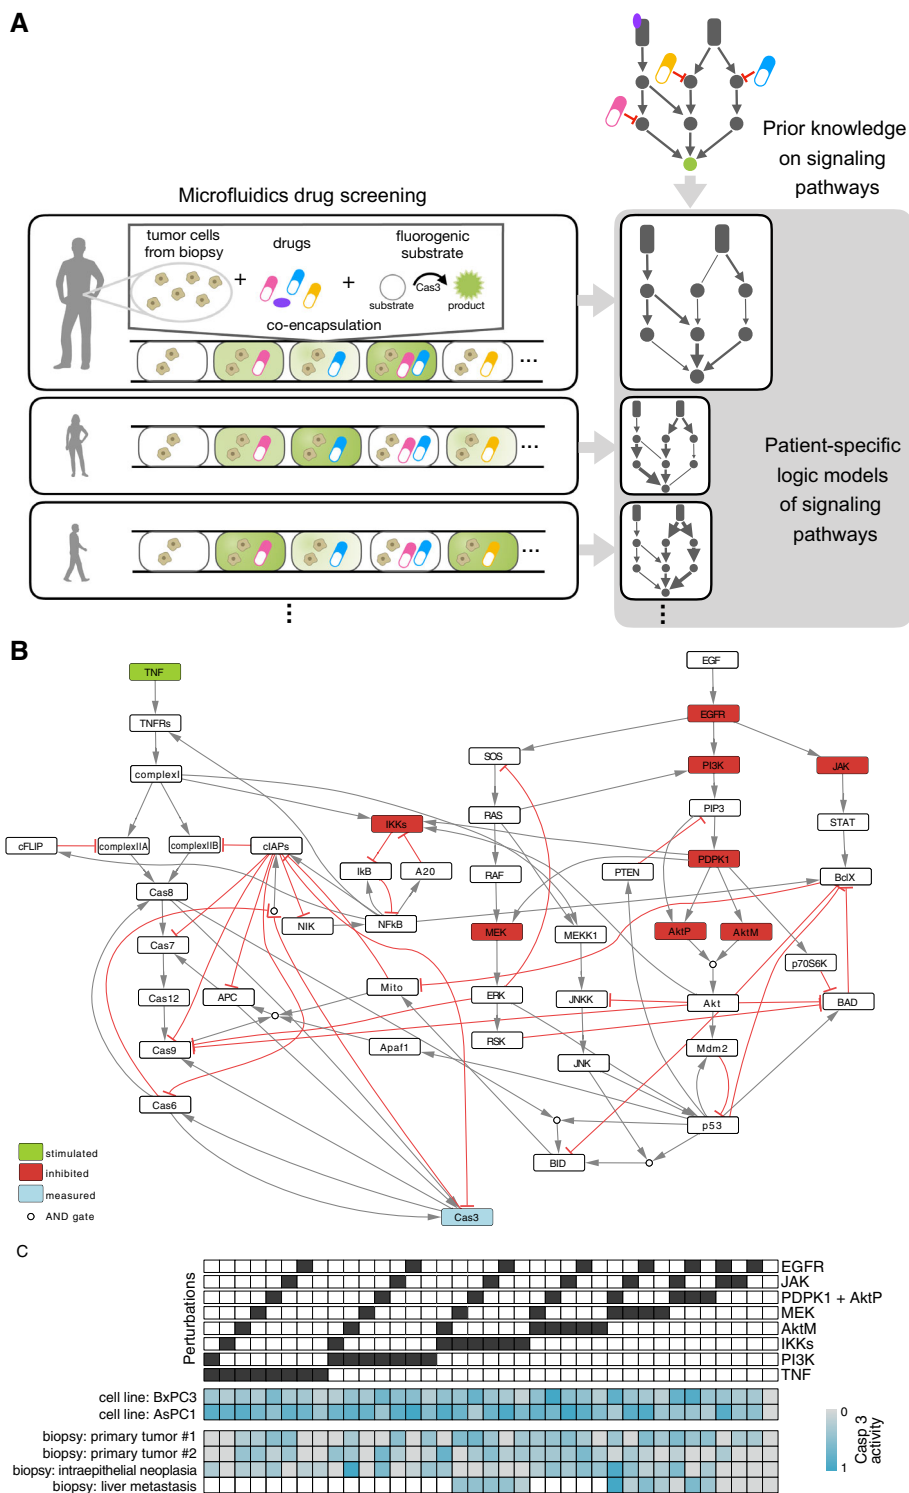 A
Prior knowledge
on signaling
pathways
Microfluidics drug screening
tumor cells
from biopsy
+
drugs
+
fluorogenic
substrate
substrate
Cas3
product
co-encapsulation
...
...
...
Patient-specific
logic models
of signaling
pathways
B
TNF
EGF
TNFRs
EGFR
SOS
complexI
PI3K
JAK
PIP3
RAS
IKKs
STAT
cFLIP
complexIIA
complexIIB
cIAPs
PDPK1
IkB
A20
RAF
PTEN
BclX
Cas8
NIK
NFkB
MEK
MEKK1
AktP
AktM
Cas7
p70S6K
Mito
Cas12
APC
ERK
JNKK
Akt
BAD
RSK
Cas9
Apaf1
Mdm2
JNK
Cas6
p53
BID
stimulated
inhibited
measured
AND gate
Cas3
C
Perturbations
EGFR
JAK
PDPK1 + AktP
MEK
AktM
IKKs
PI3K
TNF
cell line: BxPC3
cell line: AsPC1
biopsy: primary tumor #1
biopsy: primary tumor #2
biopsy: intraepithelial neoplasia
biopsy: liver metastasis
0
1
Casp 3
activity